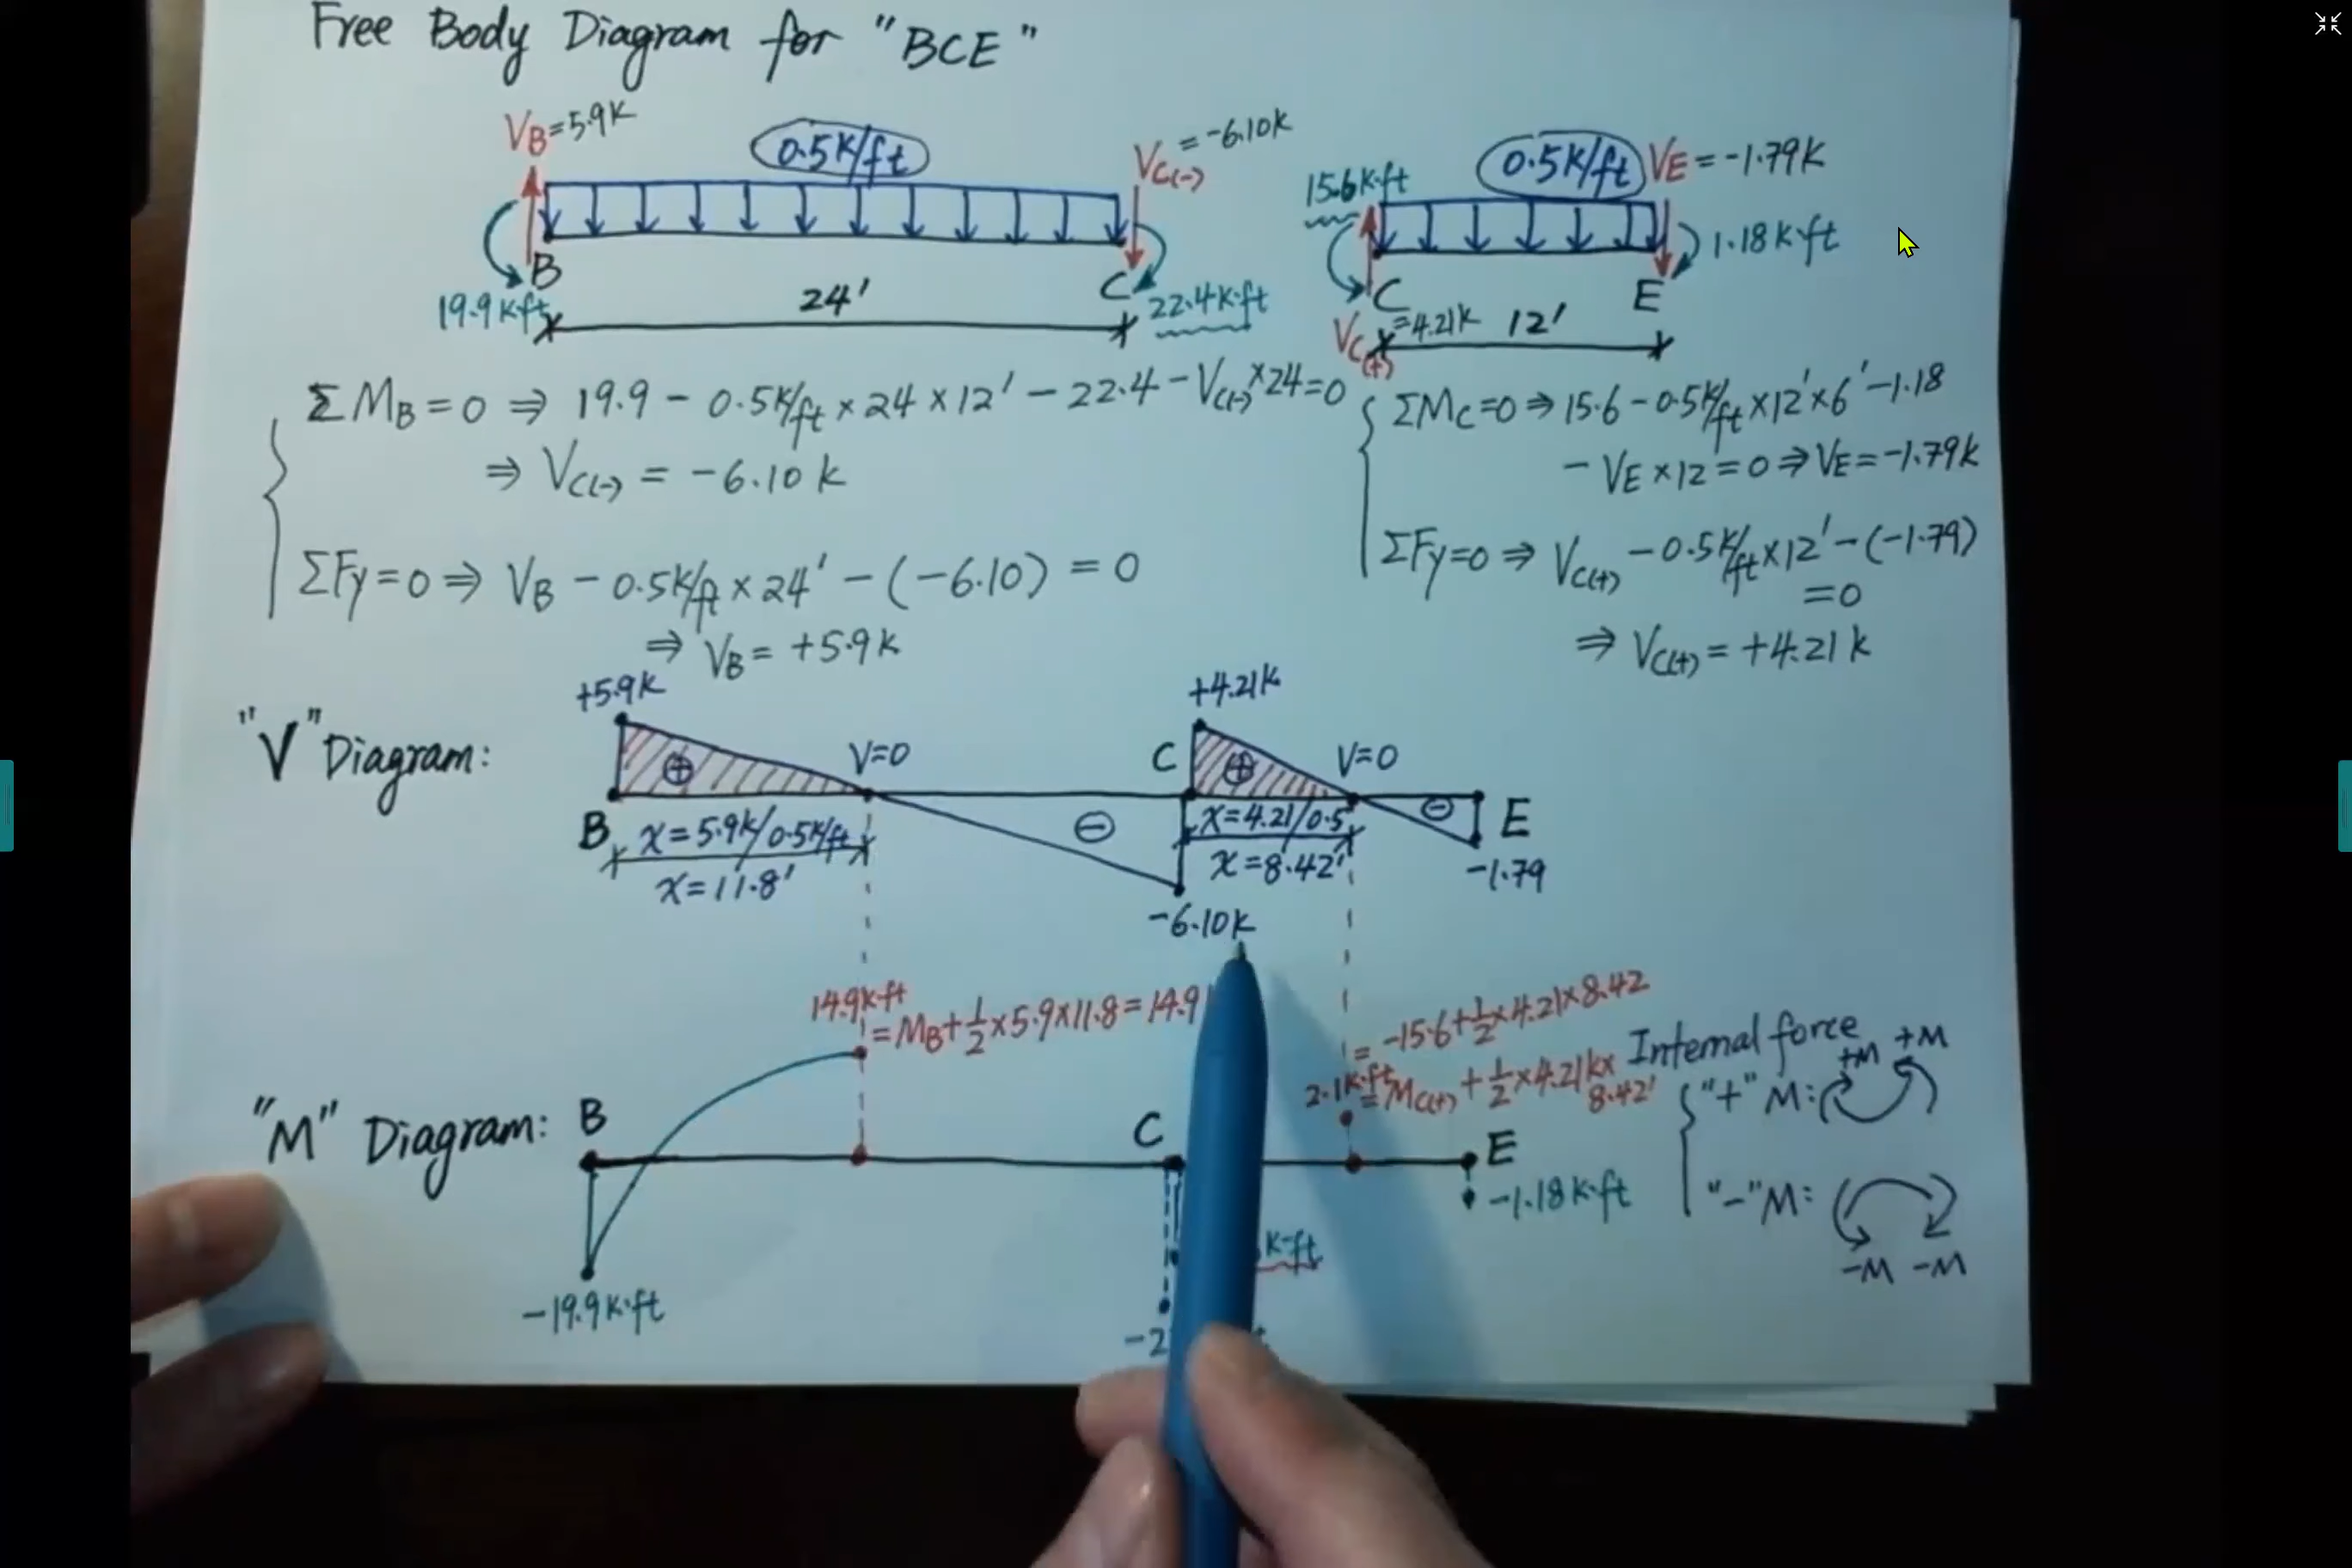 Free Body Diagram for "BCE"
VB=5.9K
0.5K/ft
VC(-) = -6.10K
B
C
19.9 K·ft
24'
22.4 K·ft
15.6 K·ft
0.5K/ft
VE = -1.79K
1.18 K·ft
C
E
VC(+) =4.21K
12'
ΣMB=0 ⇒ 19.9 - 0.5K/ft × 24 × 12' - 22.4 - VC(-) ×24=0
⇒ VC(-) = -6.10 K
ΣFy=0 ⇒ VB - 0.5K/ft × 24' - (-6.10) = 0
⇒ VB = +5.9K
ΣMC=0 ⇒ 15.6 - 0.5K/ft ×12'×6' -1.18
- VE ×12'=0 ⇒ VE=-1.79K
ΣFy=0 ⇒ VC(+) - 0.5K/ft ×12' - (-1.79)
=0
⇒ VC(+) = +4.21 K
"V" Diagram:
+5.9K
V=0
C
+4.21K
V=0
⊕
⊖
⊕
⊖
B
E
x=5.9K/0.5K/ft
x=11.8'
x=4.21/0.5
x=8.42'
-1.79
-6.10K
"M" Diagram:
14.9K·ft
= MB + 1/2 ×5.9×11.8 = 14.9
= -15.6 + 1/2 ×4.21×8.42
2.1K·ft = MC(+) + 1/2 ×4.21K×
8.42'
B
C
E
-19.9K·ft
-2
K·ft
-1.18 K·ft
Internal force
"+" M:
+M +M
"-" M:
-M -M